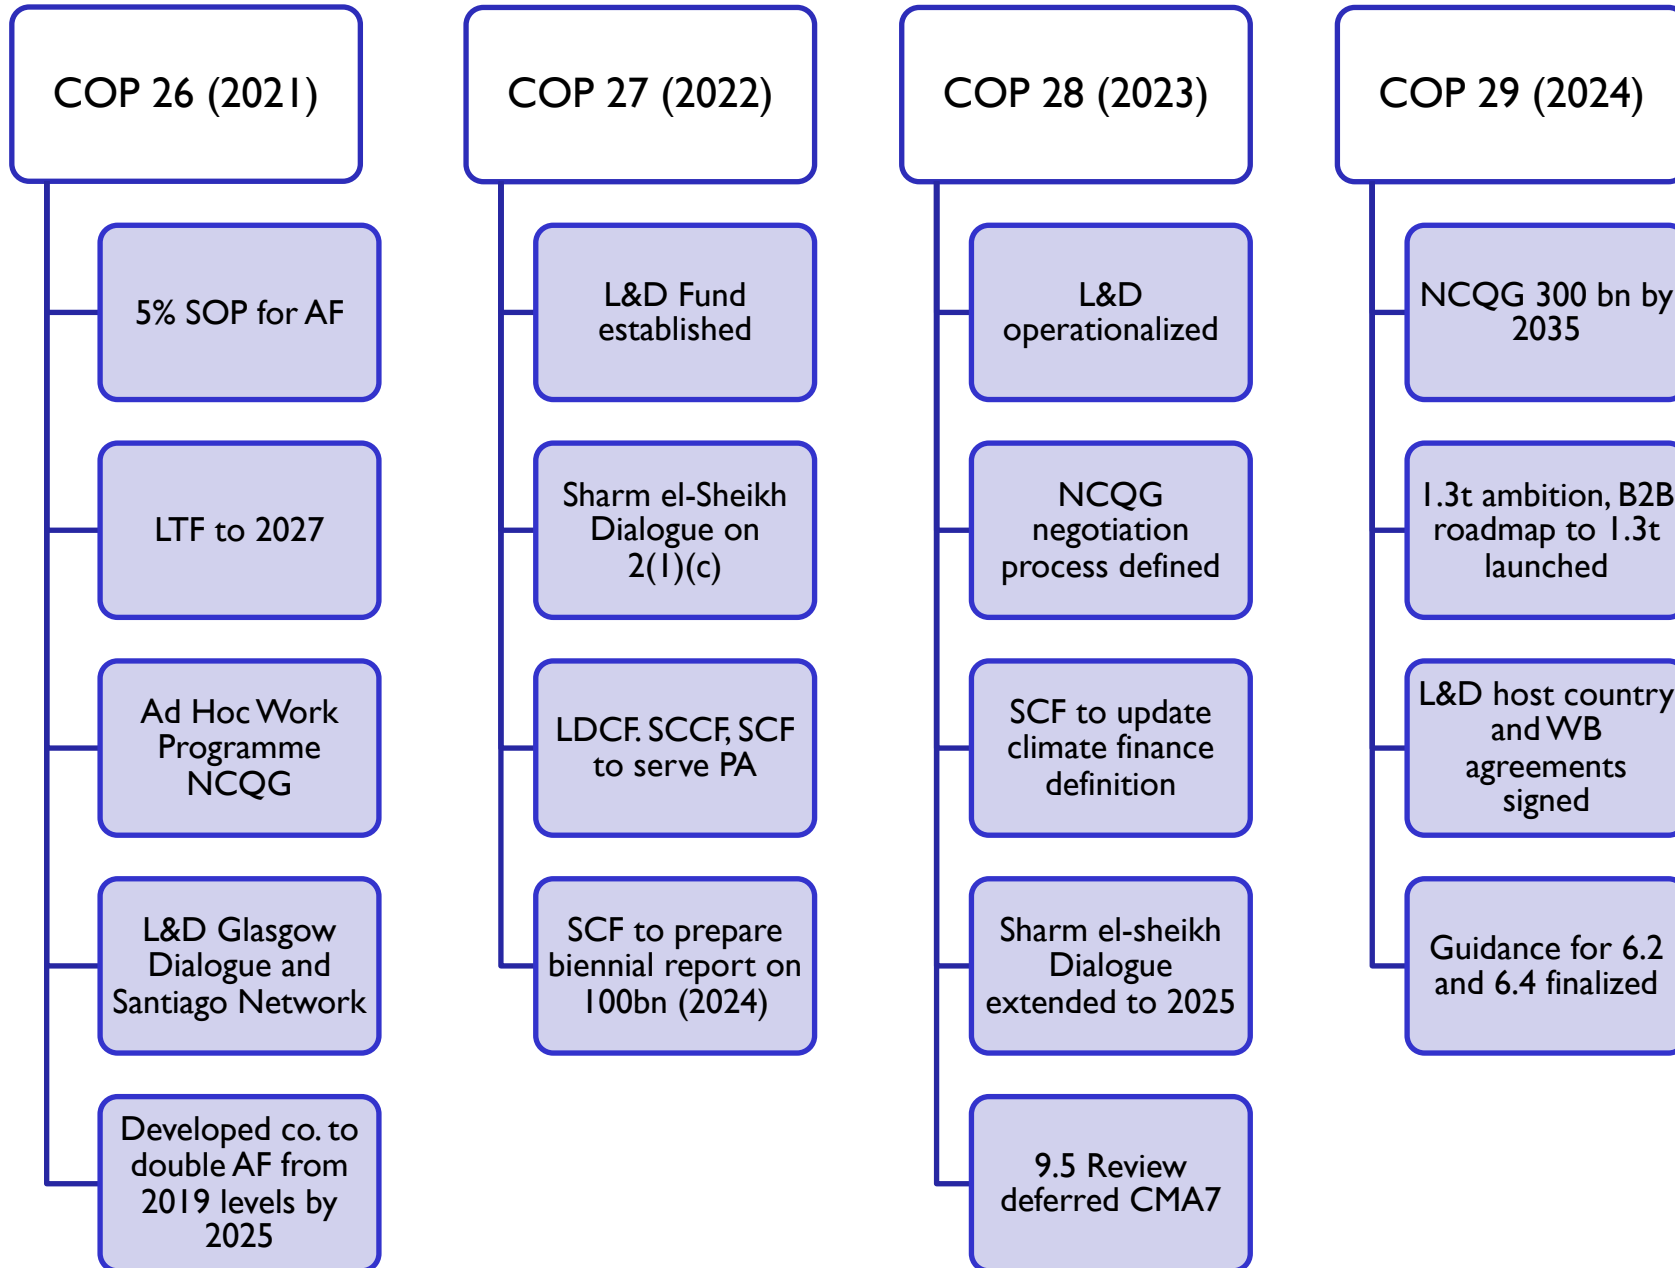 COP 26 (2021)
5% SOP for AF
LTF to 2027
Ad Hoc Work
Programme
NCQG
L&D Glasgow
Dialogue and
Santiago Network
Developed co. to
double AF from
2019 levels by
2025
COP 27 (2022)
L&D Fund
established
Sharm el-Sheikh
Dialogue on
2(1)(c)
LDCF. SCCF, SCF
to serve PA
SCF to prepare
biennial report on
100bn (2024)
COP 28 (2023)
L&D
operationalized
NCQG
negotiation
process defined
SCF to update
climate finance
definition
Sharm el-sheikh
Dialogue
extended to 2025
9.5 Review
deferred CMA7
COP 29 (2024)
NCQG 300 bn by
2035
1.3t ambition, B2B
roadmap to 1.3t
launched
L&D host country
and WB
agreements
signed
Guidance for 6.2
and 6.4 finalized